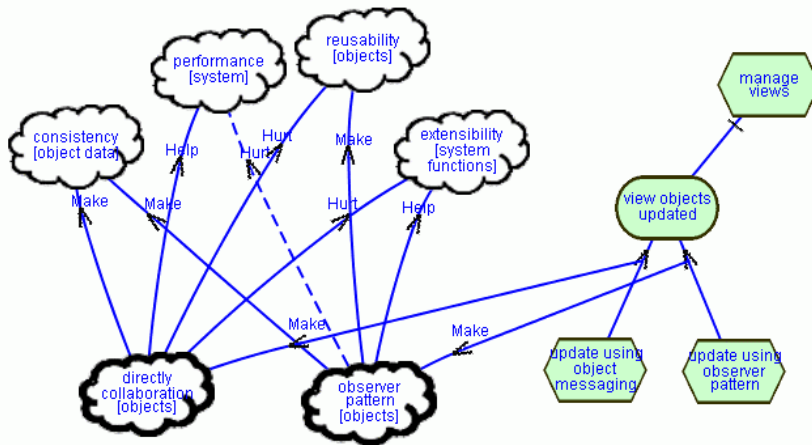 reusability
[objects]
performance
[system]
manage
views
consistency
[object data]
extensibility
[system
functions]
Help
Hurt
Hurt
Make
Make
Make
Hurt
Help
view objects
updated
Make
Make
directly
collaboration
[objects]
observer
pattern
[objects]
update using
object
messaging
update using
observer
pattern